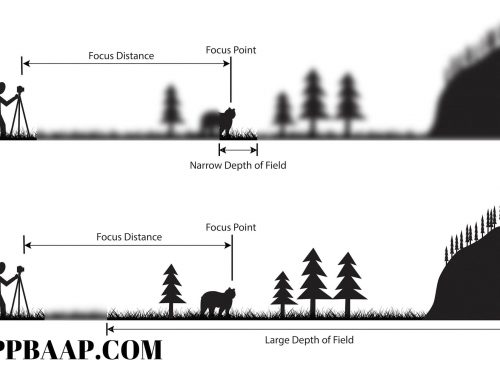 Focus Point
Focus Distance
Narrow Depth of Field
Focus Point
Focus Distance
Large Depth of Field
PPBAAP.COM